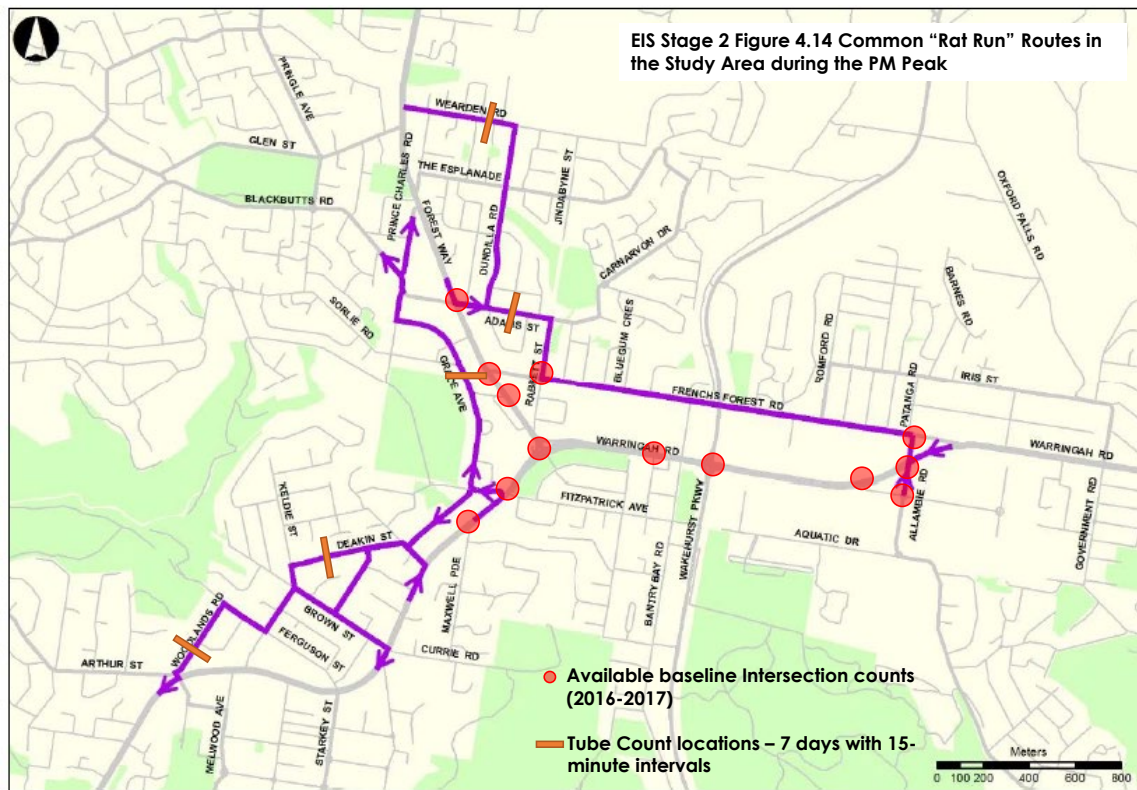 EIS Stage 2 Figure 4.14 Common “Rat Run” Routes in
the Study Area during the PM Peak
PRINGLE AVE
WEARDEN RD
GLEN ST
THE ESPLANADE
JINDABYNE ST
OXFORD FALLS RD
BLACKBUTTS RD
PRINCE CHARLES RD
FOREST WAY
DUNDILLA RD
CARNARVON DR
BARNES RD
SORLIE RD
ADAMS ST
BLUEGUM CRES
ROMFORD RD
GRACE AVE
RABBETT ST
IRIS ST
FRENCHS FOREST RD
PATANGA RD
WARRINGAH RD
WARRINGAH RD
KELDIE ST
FITZPATRICK AVE
WAKEHURST PKWY
ALLAMBIE RD
GOVERNMENT RD
DEAKIN ST
AQUATIC DR
MAXWELL PDE
BANTRY BAY RD
WOODLANDS RD
BROWN ST
FERGUSON ST
CURRIE RD
ARTHUR ST
MELWOOD AVE
STARKEY ST
Available baseline Intersection counts
(2016-2017)
Tube Count locations – 7 days with 15-
minute intervals
Meters
0 100 200 400 600 800